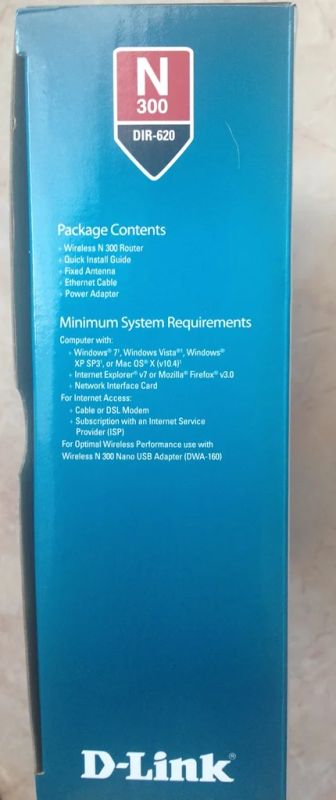 N
300
DIR-620
Package Contents
+ Wireless N 300 Router
+ Quick Install Guide
+ Fixed Antenna
+ Ethernet Cable
+ Power Adapter
Minimum System Requirements
Computer with:
+ Windows® 7¹, Windows Vista®¹, Windows®
XP SP3¹, or Mac OS® X (v10.4)¹
+ Internet Explorer® v7 or Mozilla® Firefox® v3.0
+ Network Interface Card
For Internet Access:
+ Cable or DSL Modem
+ Subscription with an Internet Service
Provider (ISP)
For Optimal Wireless Performance use with
Wireless N 300 Nano USB Adapter (DWA-160)
D-Link®